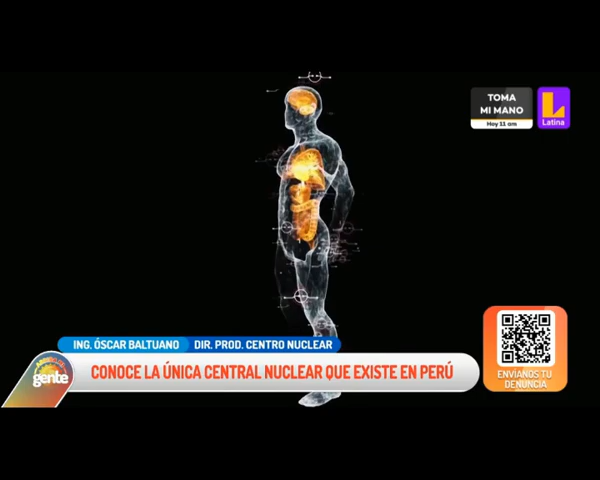 TOMA
MI MANO
Hoy 11 am
Latina
ING. ÓSCAR BALTUANO DIR. PROD. CENTRO NUCLEAR
CONOCE LA ÚNICA CENTRAL NUCLEAR QUE EXISTE EN PERÚ
gente
ENVIANOS TU
DENUNCIA